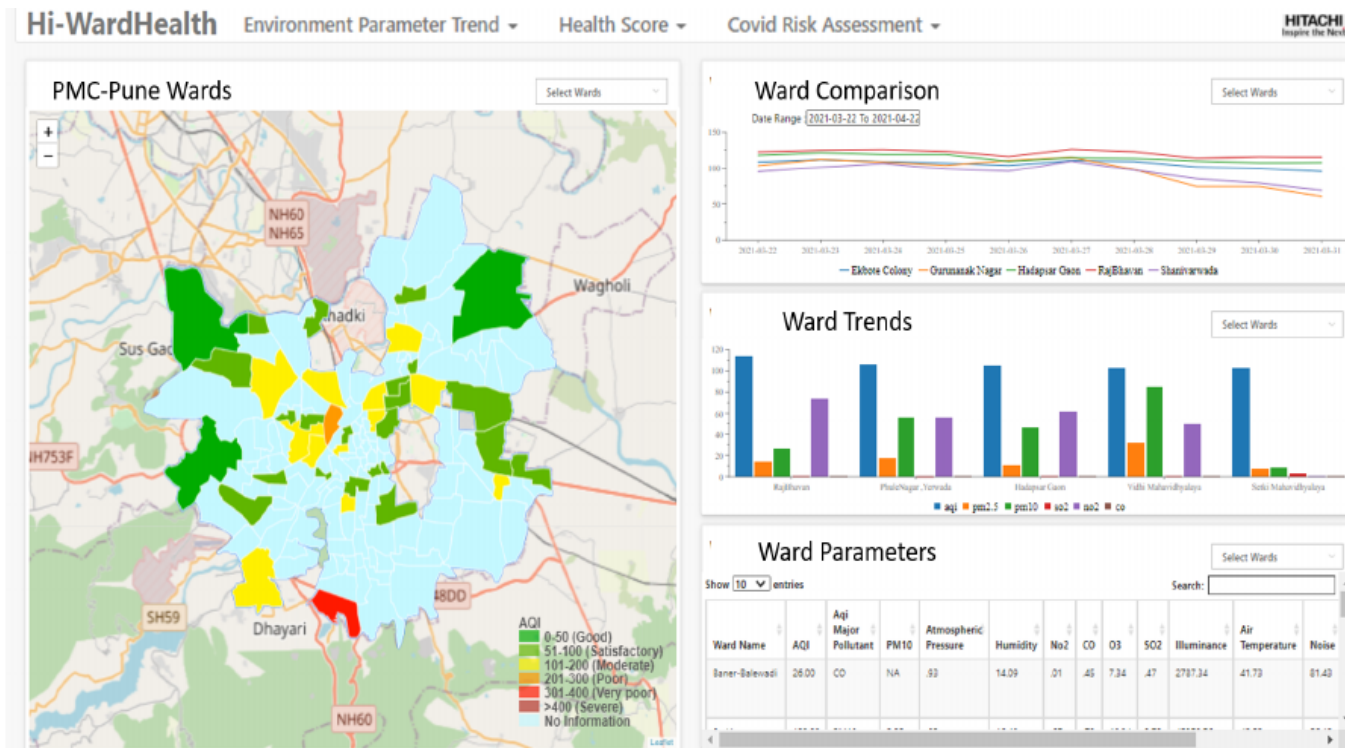 Hi-WardHealth Environment Parameter Trend Health Score Covid Risk Assessment
HITACHI
Inspire the Next
PMC-Pune Wards
Select Wards
+
−
NH60
NH65
Wagholi
hadki
Sus Gao
NH753F
SH59
Dhayari
48DD
NH60
AQI
0-50 (Good)
51-100 (Satisfactory)
101-200 (Moderate)
201-300 (Poor)
301-400 (Very poor)
>400 (Severe)
No Information
Leaflet
Ward Comparison
Select Wards
Date Range : 2021-03-22 To 2021-04-22
150
100
50
0
2021-03-22 2021-03-23 2021-03-24 2021-03-25 2021-03-26 2021-03-27 2021-03-28 2021-03-29 2021-03-30 2021-03-31
Ekbote Colony Gurunanak Nagar Hadapsar Gaon RajBhavan Shanivarwada
Ward Trends
Select Wards
120
100
80
60
40
20
0
RajBhavan PhuleNagar ,Yerwada Hadapsar Gaon Vidhi Mahavidhyalaya Setki Mahavidhyalaya
aqi pm2.5 pm10 so2 no2 co
Ward Parameters
Select Wards
Show 10 entries
Search:
Ward Name AQI Aqi Major Pollutant PM10 Atmospheric Pressure Humidity No2 CO O3 SO2 Illuminance Air Temperature Noise
Baner-Balewadi 26.00 CO NA .93 14.09 .01 .45 7.34 .47 2787.34 41.73 81.43